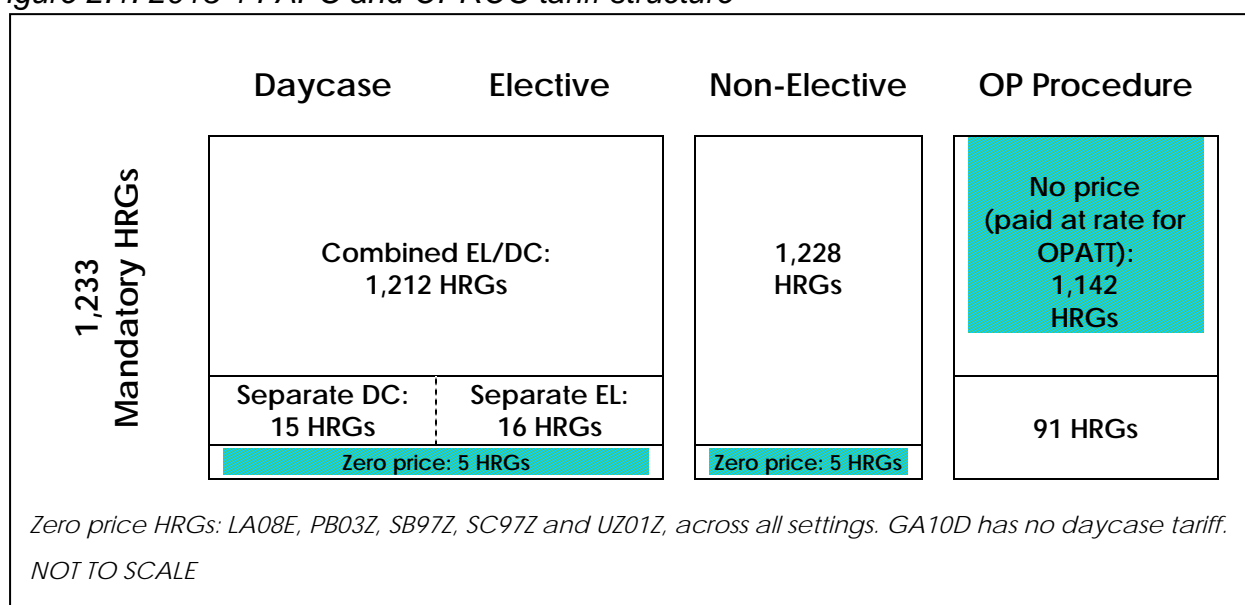 Daycase Elective Non-Elective OP Procedure
1,233
Mandatory HRGs
Combined EL/DC:
1,212 HRGs
1,228
HRGs
No price
(paid at rate for
OPATT):
1,142
HRGs
Separate DC:
15 HRGs
Separate EL:
16 HRGs
91 HRGs
Zero price: 5 HRGs
Zero price: 5 HRGs
Zero price HRGs: LA08E, PB03Z, SB97Z, SC97Z and UZ01Z, across all settings. GA10D has no daycase tariff.
NOT TO SCALE